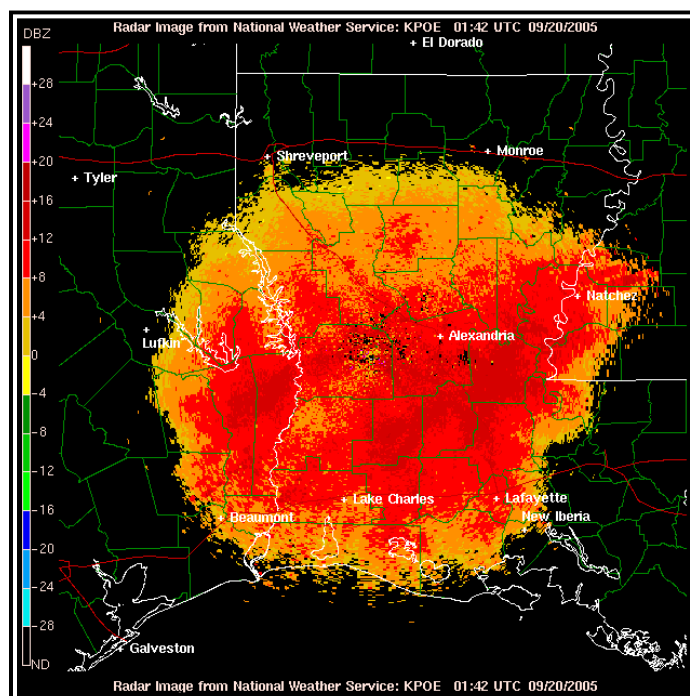 Radar Image from National Weather Service: KPOE 01:42 UTC 09/20/2005
DBZ
El Dorado
+28
+24
Shreveport
Monroe
+20
Tyler
+16
+12
+8
Natchez
+4
Lufkin
Alexandria
0
-4
-8
-12
Lake Charles
Lafayette
-16
Beaumont
New Iberia
-20
-24
-28
Galveston
ND
Radar Image from National Weather Service: KPOE 01:42 UTC 09/20/2005